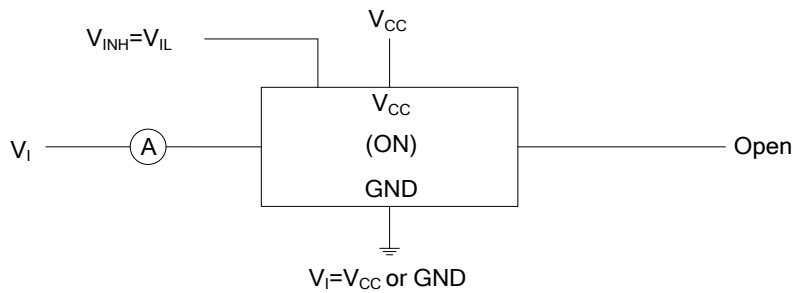 V_CC
V_INH=V_IL
V_CC
(ON)
V_I
A
Open
GND
V_I=V_CC or GND